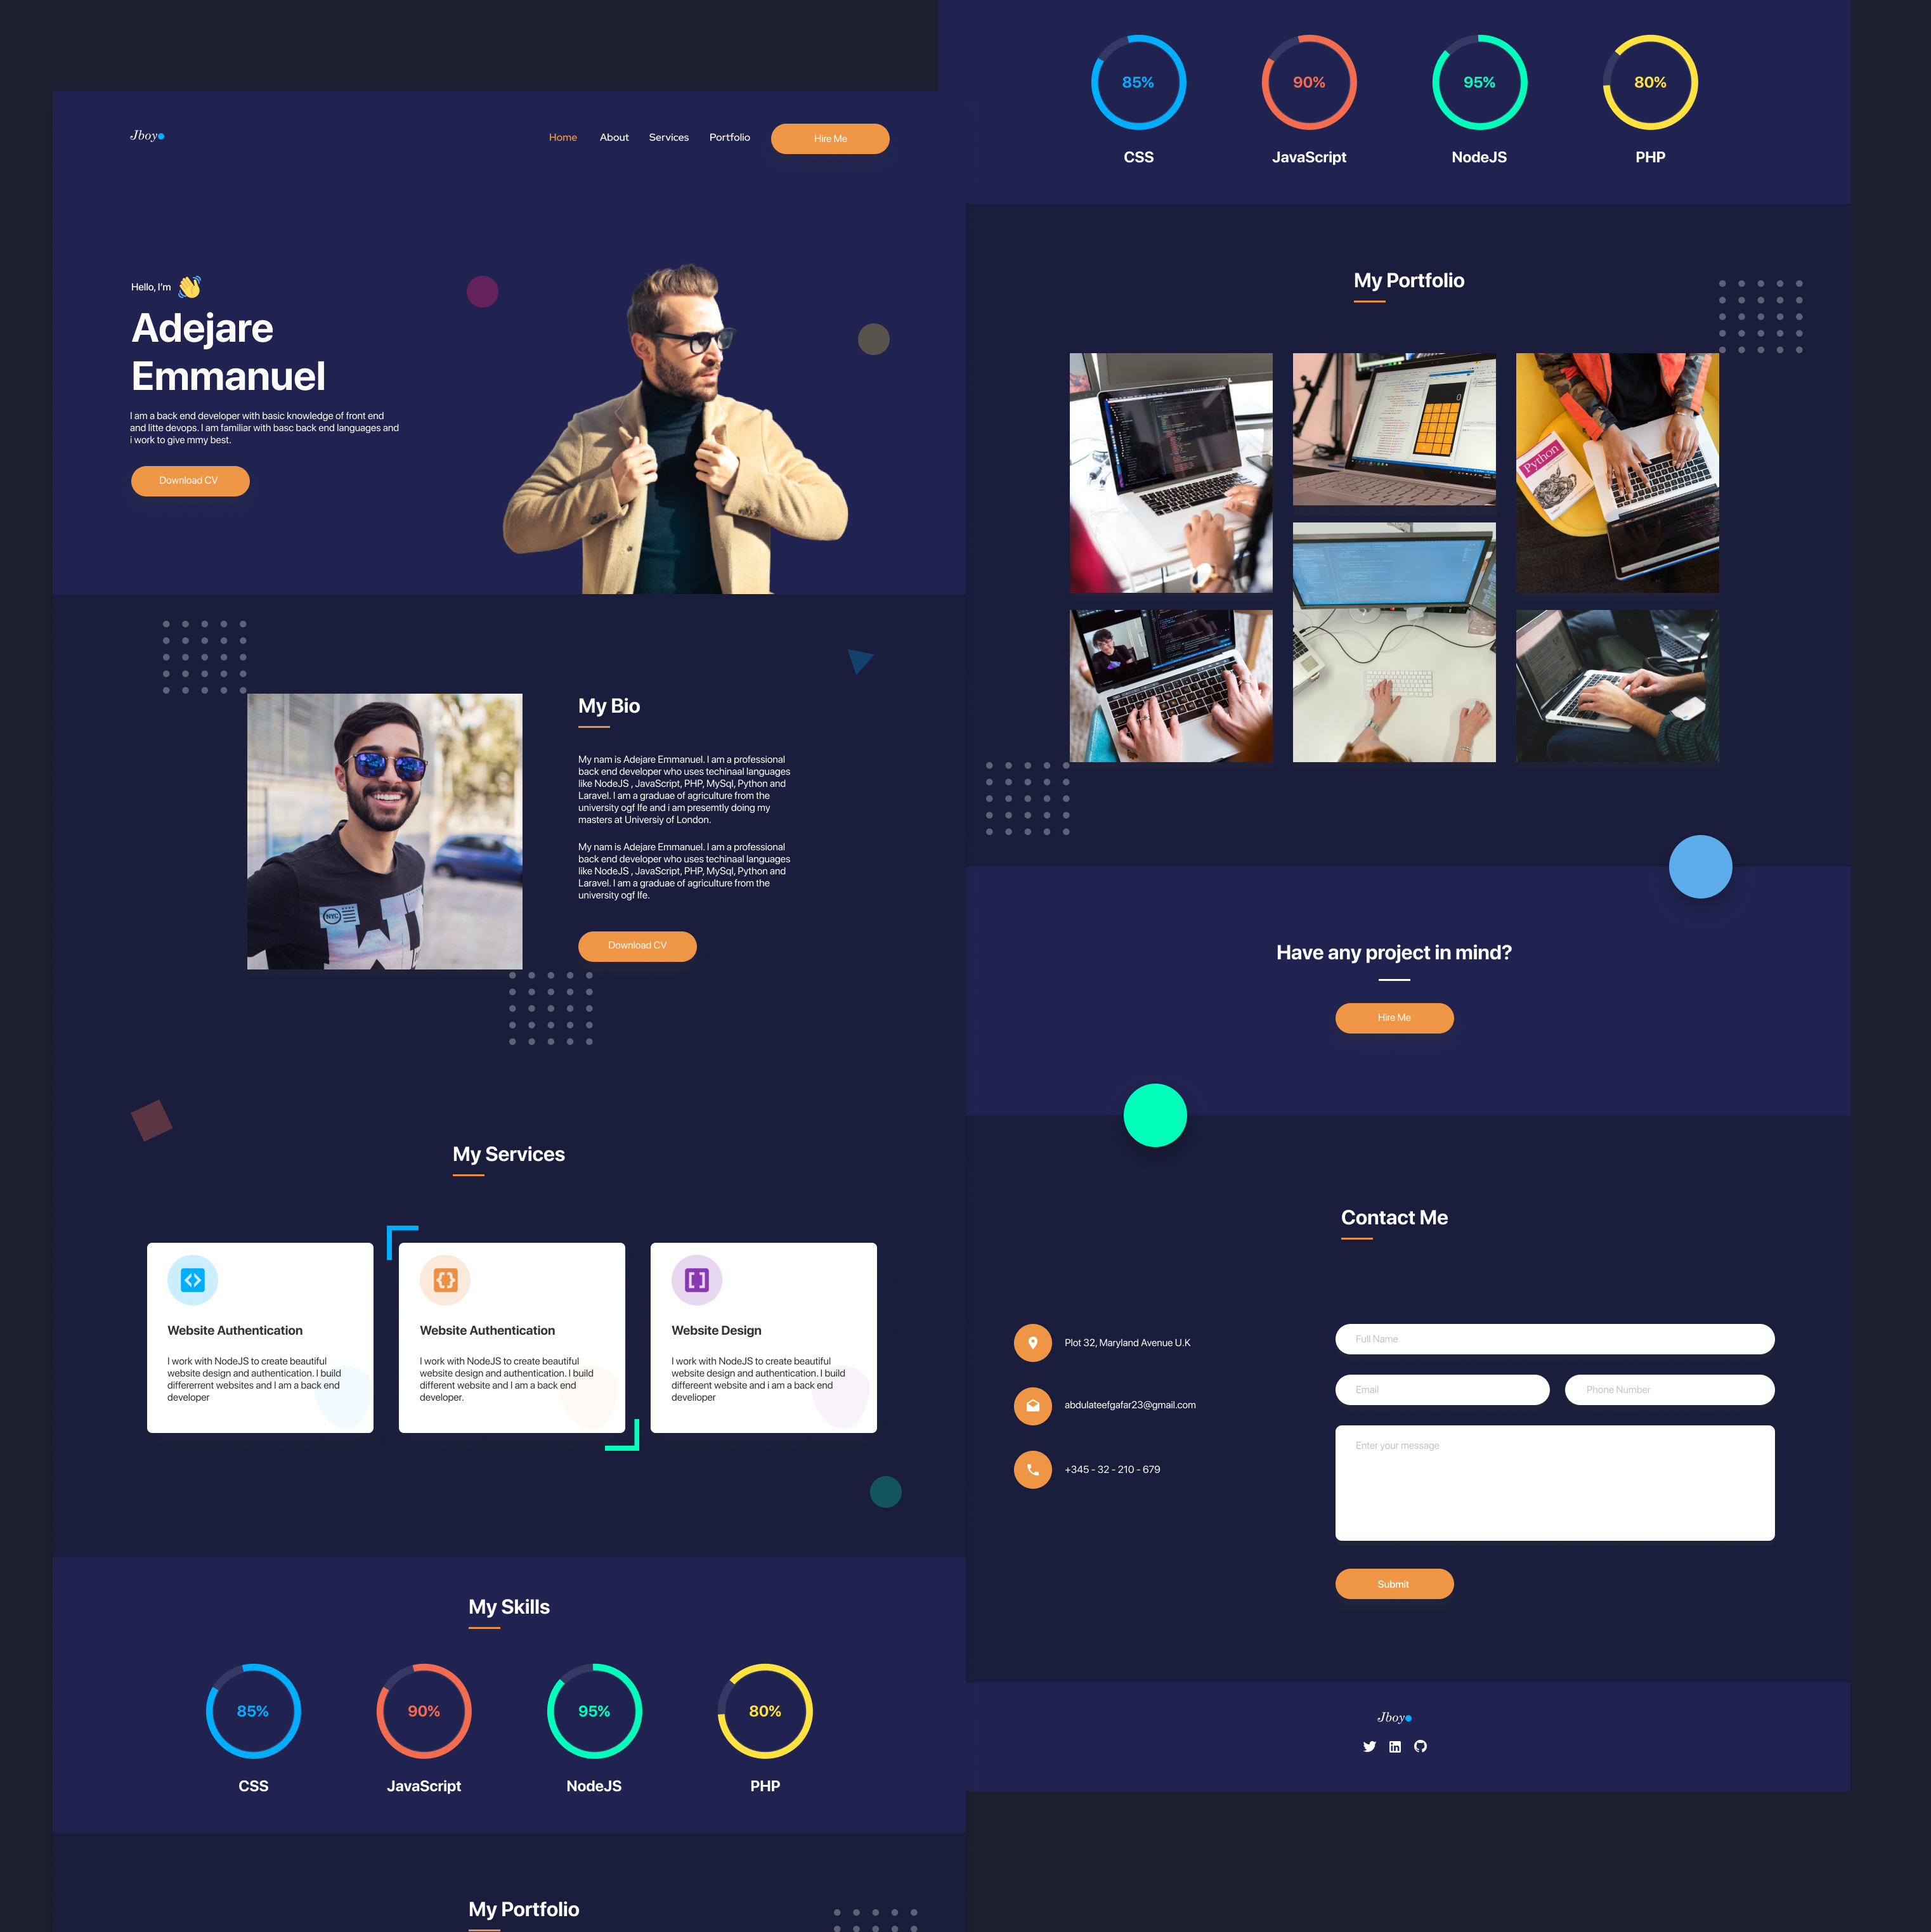 Jboy
Home About Services Portfolio Hire Me
Hello, I'm
Adejare
Emmanuel
I am a back end developer with basic knowledge of front end
and litte devops. I am familiar with basc back end languages and
i work to give mmy best.
Download CV
My Bio
My nam is Adejare Emmanuel. I am a professional
back end developer who uses techinaal languages
like NodeJS , JavaScript, PHP, MySql, Python and
Laravel. I am a graduae of agriculture from the
university ogf Ife and i am presemtly doing my
masters at Universiy of London.
My nam is Adejare Emmanuel. I am a professional
back end developer who uses techinaal languages
like NodeJS , JavaScript, PHP, MySql, Python and
Laravel. I am a graduae of agriculture from the
university ogf Ife.
Download CV
NYC
My Services
Website Authentication
I work with NodeJS to create beautiful
website design and authentication. I build
differerrent websites and I am a back end
developer
Website Authentication
I work with NodeJS to create beautiful
website design and authentication. I build
different website and I am a back end
developer.
Website Design
I work with NodeJS to create beautiful
website design and authentication. I build
differeent website and i am a back end
develioper
My Skills
85% 90% 95% 80%
CSS JavaScript NodeJS PHP
My Portfolio
85% 90% 95% 80%
CSS JavaScript NodeJS PHP
My Portfolio
0
Python
Have any project in mind?
Hire Me
Contact Me
Plot 32, Maryland Avenue U.K
abdulateefgafar23@gmail.com
+345 - 32 - 210 - 679
Full Name
Email Phone Number
Enter your message
Submit
Jboy